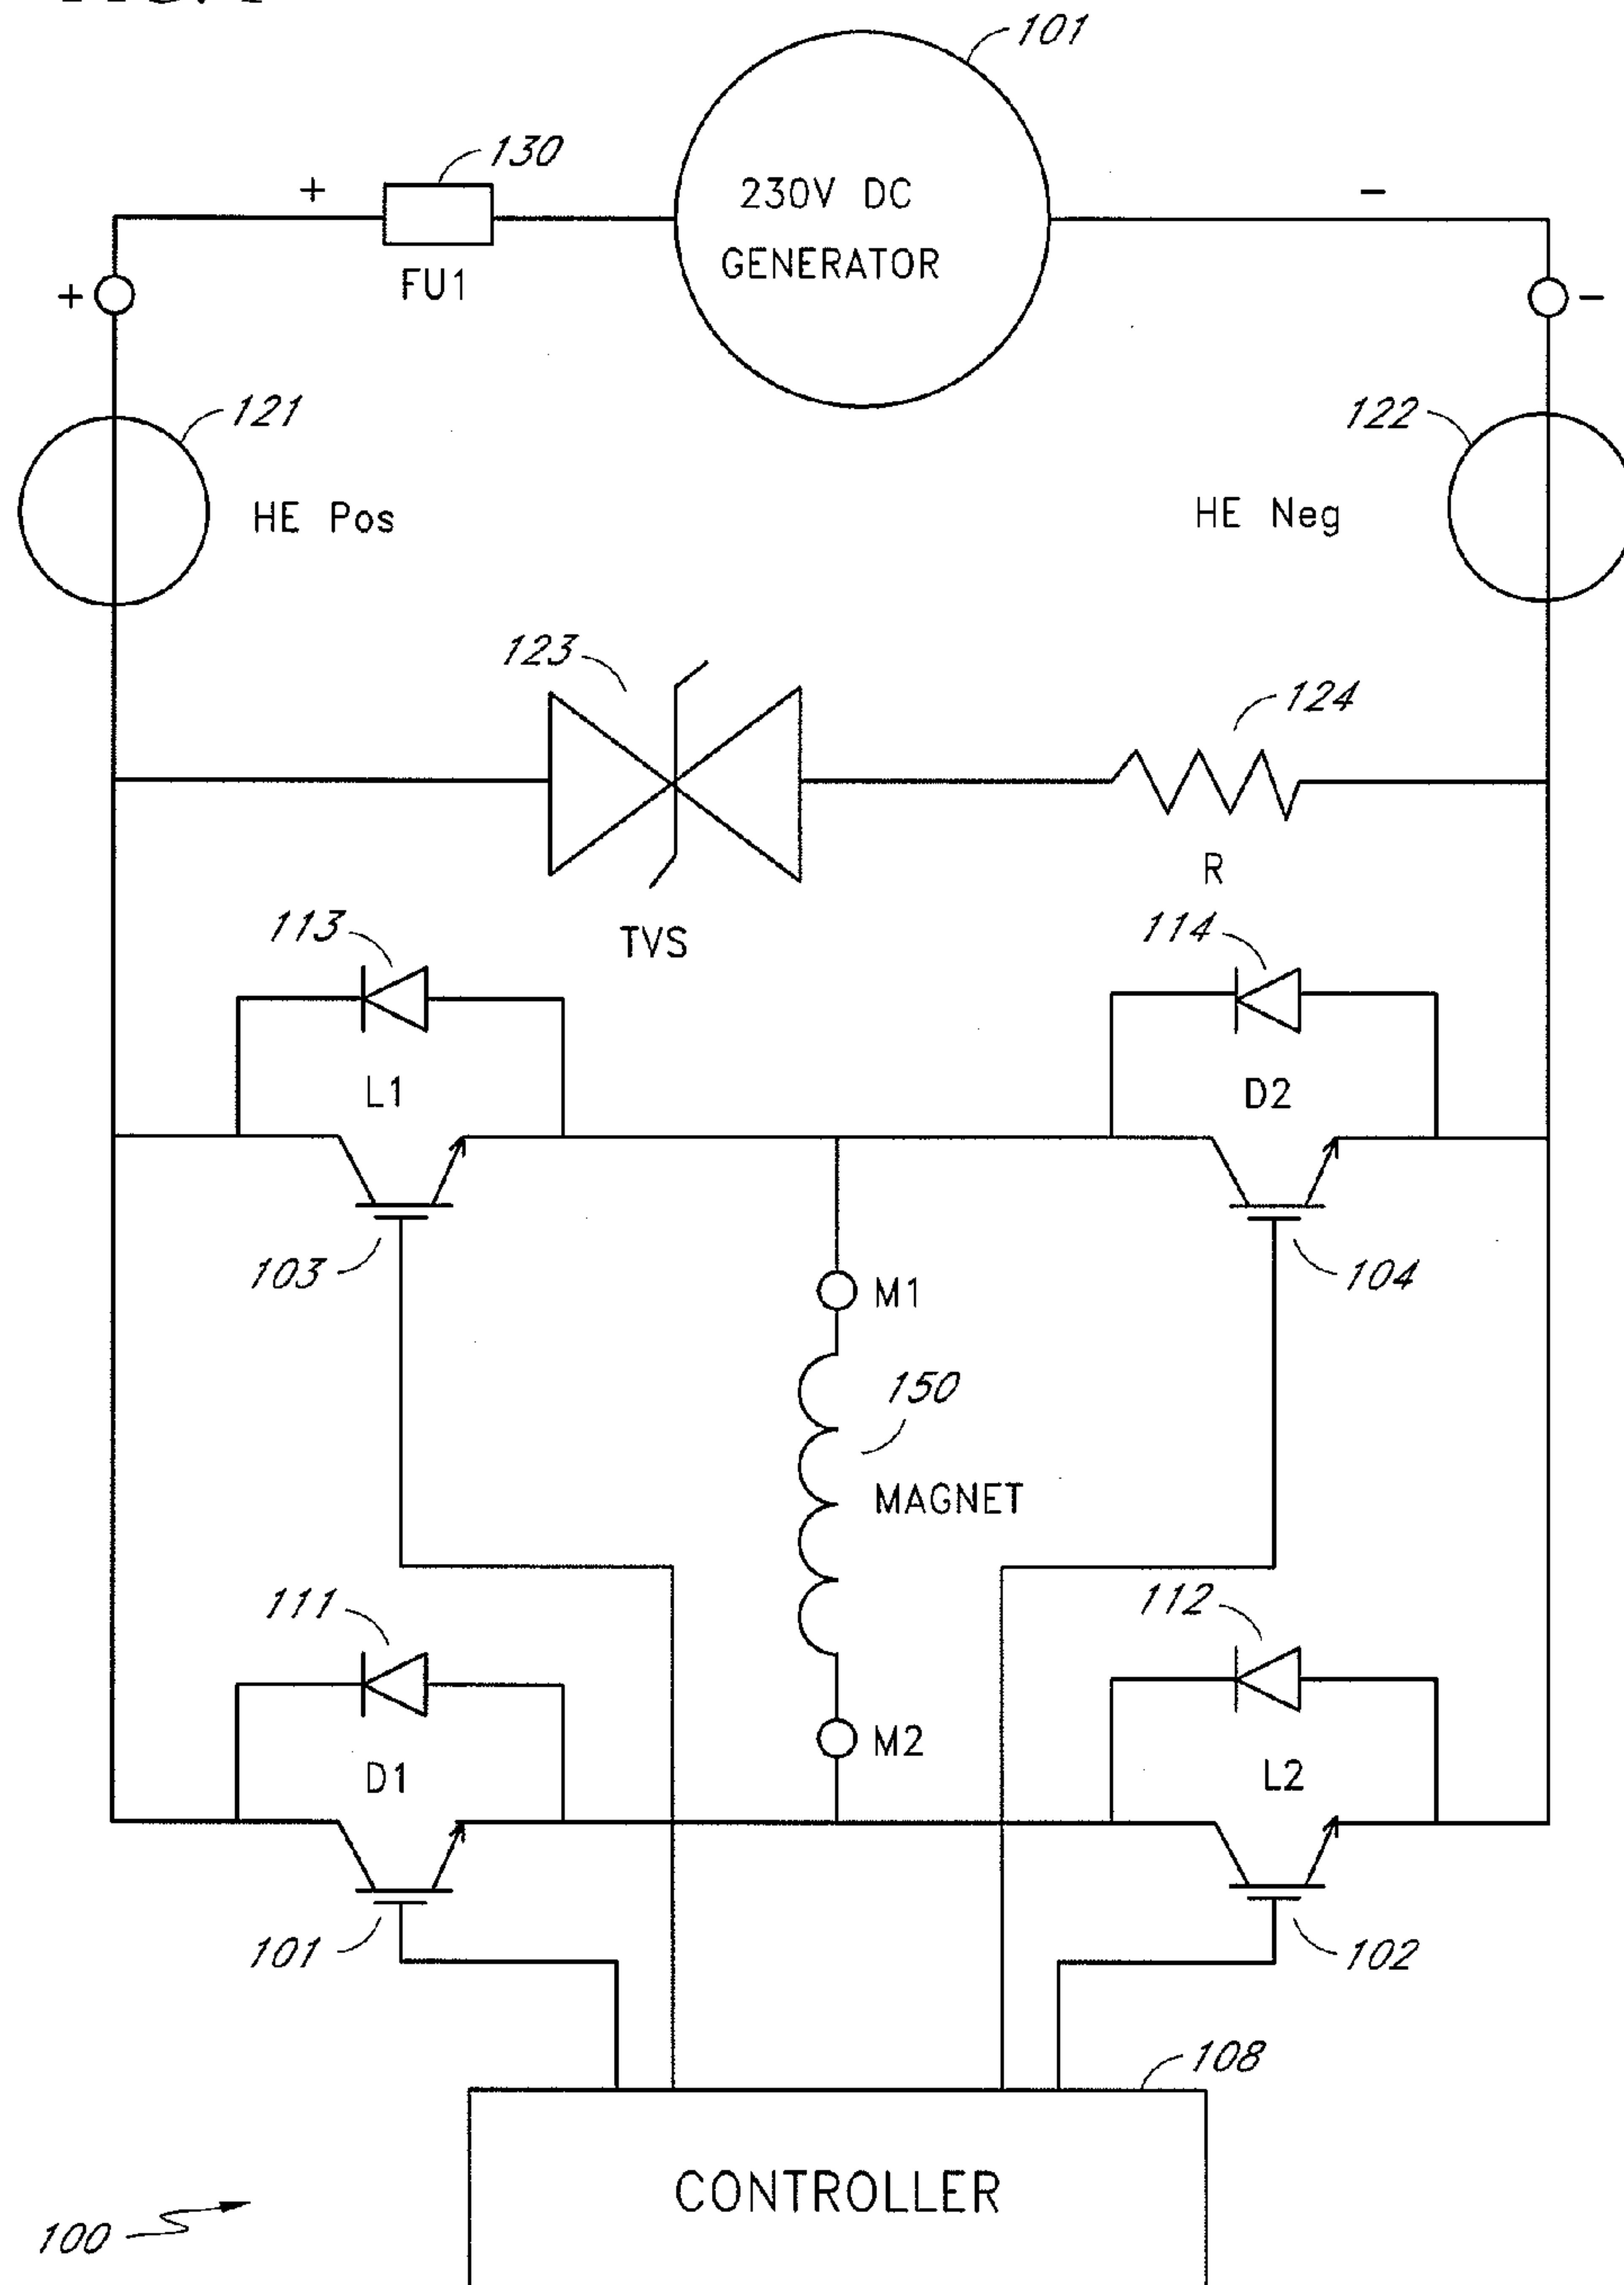 101
130
+
230V DC
GENERATOR
-
FU1
+
-
121
122
HE Pos
HE Neg
123
124
R
TVS
113
114
L1
D2
103
104
M1
150
MAGNET
111
112
M2
D1
L2
101
102
108
CONTROLLER
100